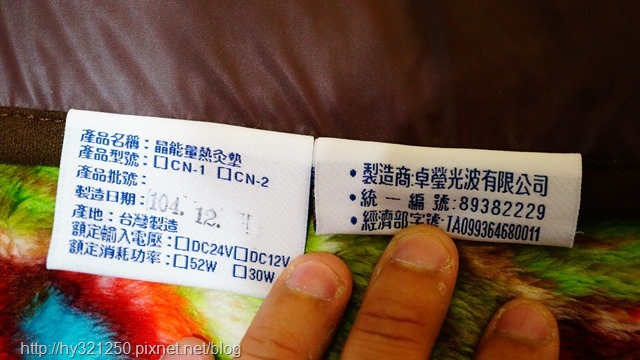 產品名稱：晶能量熱灸墊
產品型號：□CN-1 □CN-2
產品批號：
製造日期：104. 12.
產地：台灣製造
額定輸入電壓：□DC24V□DC12V
額定消耗功率：□52W □30W
•製造商:卓瑩光波有限公司
•統一編號:89382229
•經濟部字號:TA099364680011
http://hy321250.pixnet.net/blog